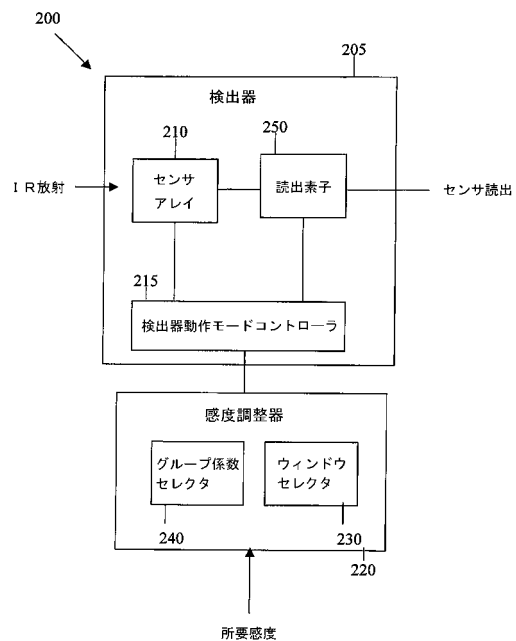 200
205
検出器
210
250
IR放射
センサ
アレイ
読出素子
センサ読出
215
検出器動作モードコントローラ
感度調整器
グループ係数
セレクタ
ウィンドウ
セレクタ
240
230
220
所要感度